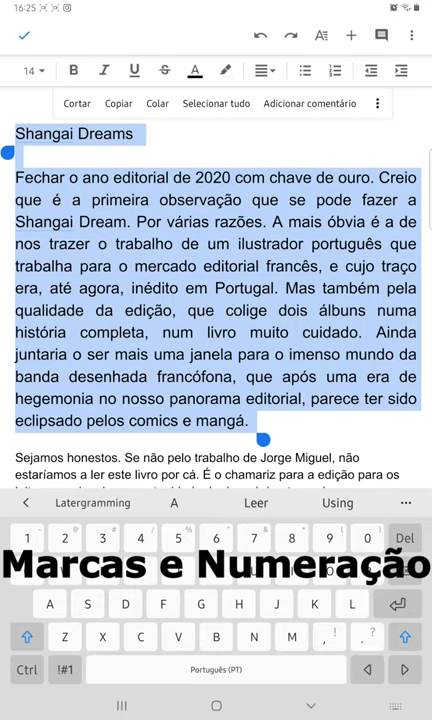 16:25
14 B I U S A
Cortar Copiar Colar Selecionar tudo Adicionar comentário
Shangai Dreams
Fechar o ano editorial de 2020 com chave de ouro. Creio
que é a primeira observação que se pode fazer a
Shangai Dream. Por várias razões. A mais óbvia é a de
nos trazer o trabalho de um ilustrador português que
trabalha para o mercado editorial francês, e cujo traço
era, até agora, inédito em Portugal. Mas também pela
qualidade da edição, que colige dois álbuns numa
história completa, num livro muito cuidado. Ainda
juntaria o ser mais uma janela para o imenso mundo da
banda desenhada francófona, que após uma era de
hegemonia no nosso panorama editorial, parece ter sido
eclipsado pelos comics e mangá.
Sejamos honestos. Se não pelo trabalho de Jorge Miguel, não
estaríamos a ler este livro por cá. É o chamariz para a edição para os
Latergramming A Leer Using
1 2 3 4 5 6 7 8 9 0 Del
Marcas e Numeração
A S D F G H J K L
Z X C V B N M , ! . ?
Ctrl !#1 Português (PT)